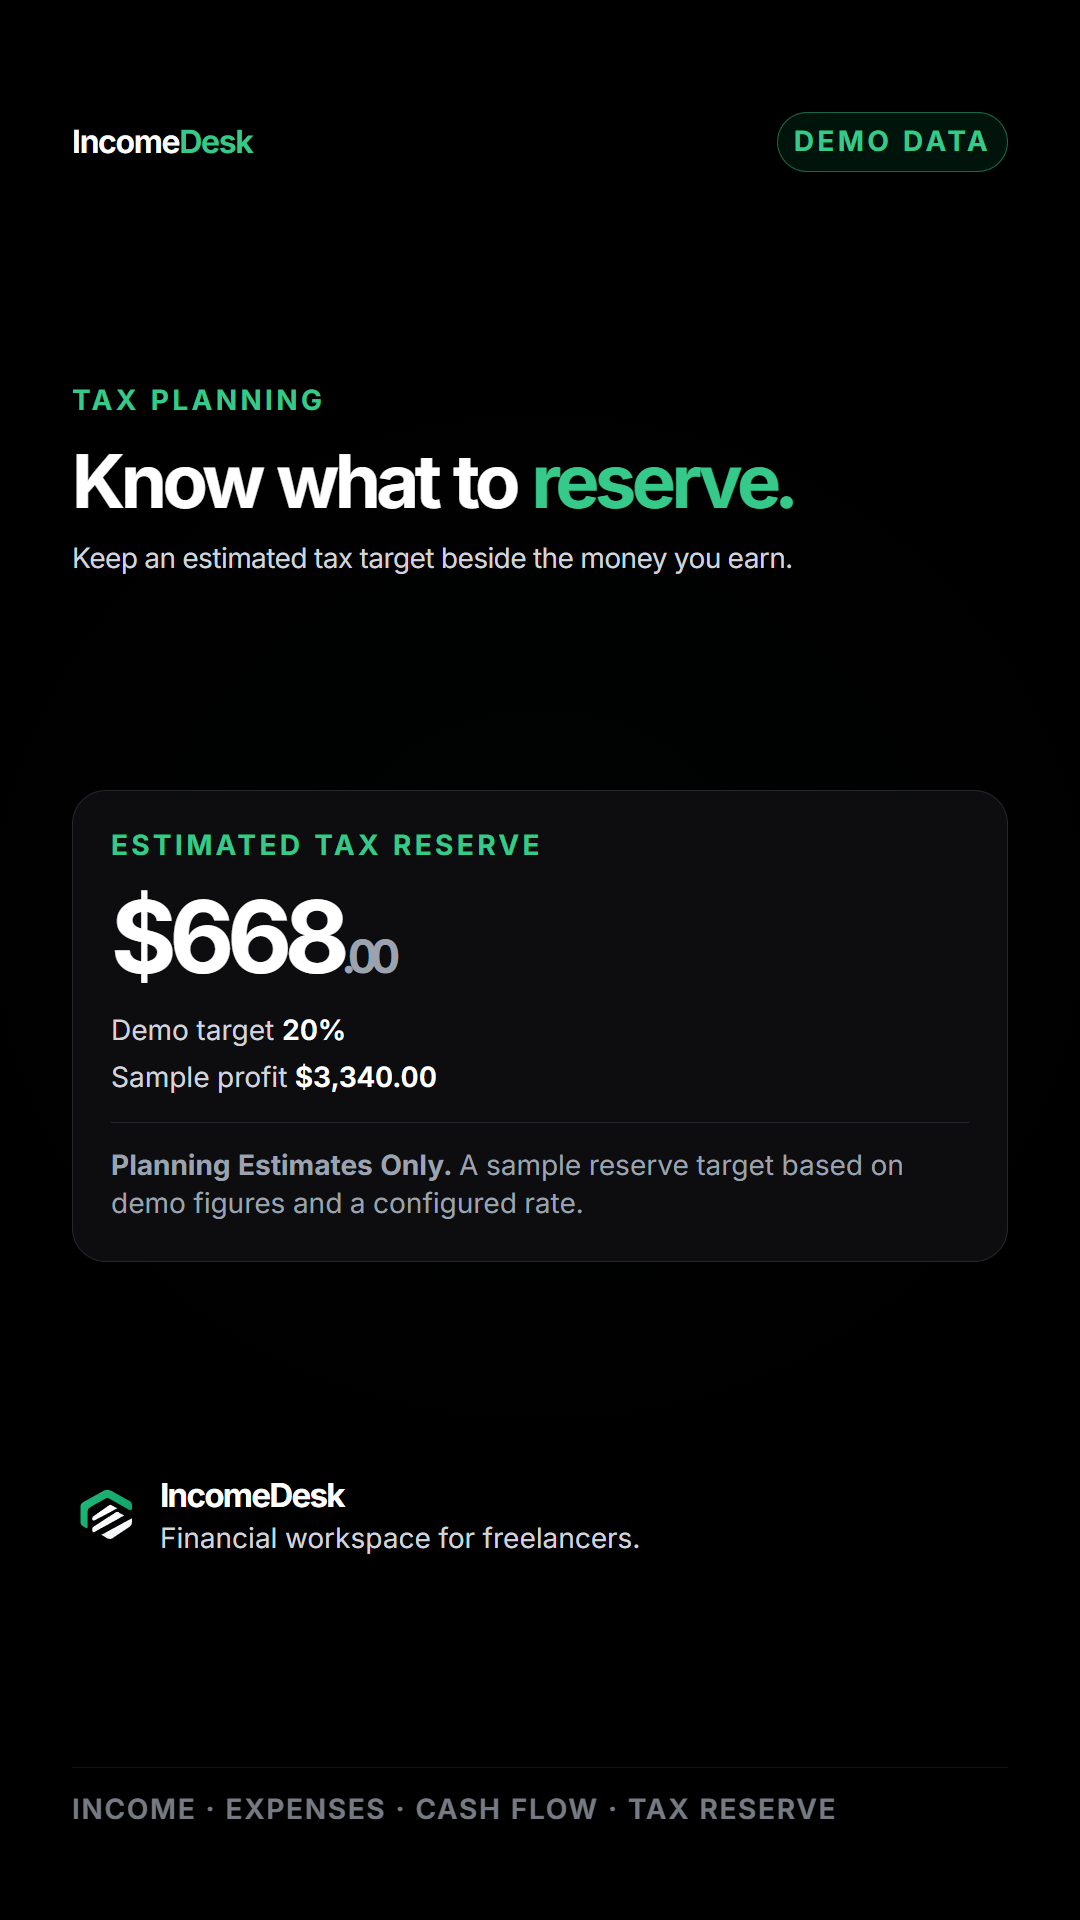 IncomeDesk
DEMO DATA
TAX PLANNING
Know what to reserve.
Keep an estimated tax target beside the money you earn.
ESTIMATED TAX RESERVE
$668.00
Demo target 20%
Sample profit $3,340.00
Planning Estimates Only. A sample reserve target based on
demo figures and a configured rate.
IncomeDesk
Financial workspace for freelancers.
INCOME · EXPENSES · CASH FLOW · TAX RESERVE